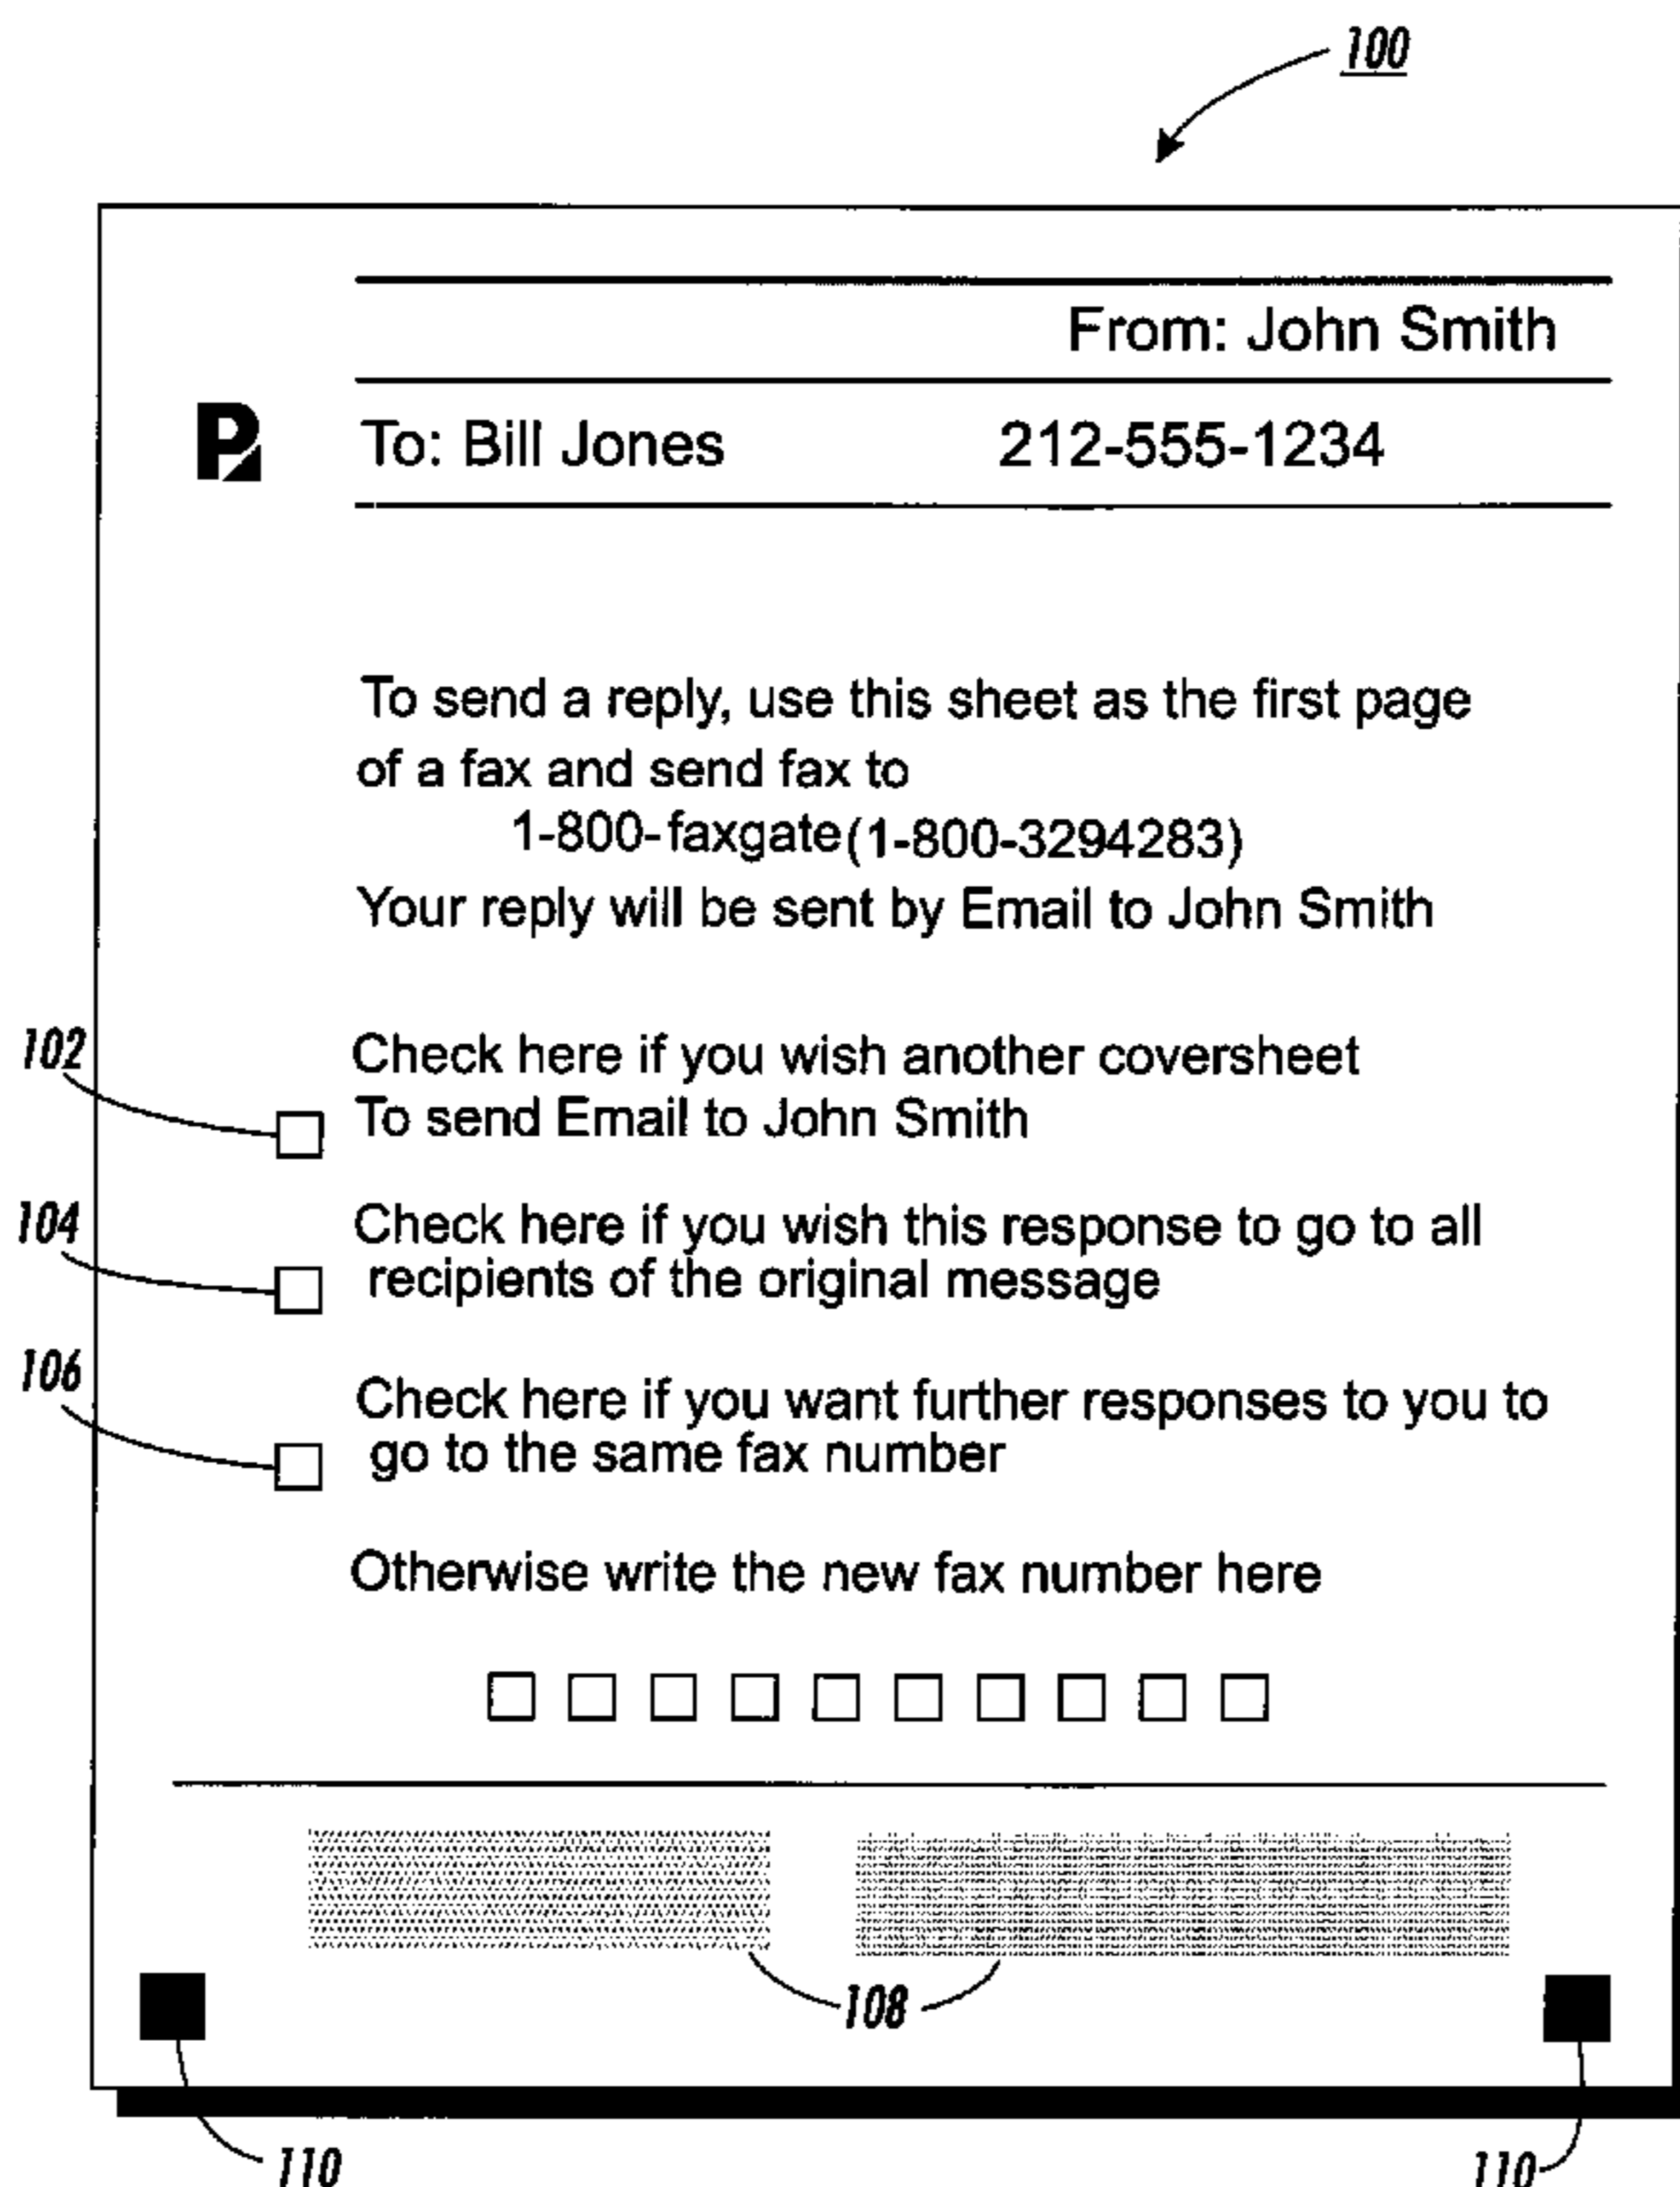 100
From: John Smith
P
To: Bill Jones 212-555-1234
To send a reply, use this sheet as the first page
of a fax and send fax to
1-800-faxgate(1-800-3294283)
Your reply will be sent by Email to John Smith
102
Check here if you wish another coversheet
To send Email to John Smith
104
Check here if you wish this response to go to all
recipients of the original message
106
Check here if you want further responses to you to
go to the same fax number
Otherwise write the new fax number here
108
110 110